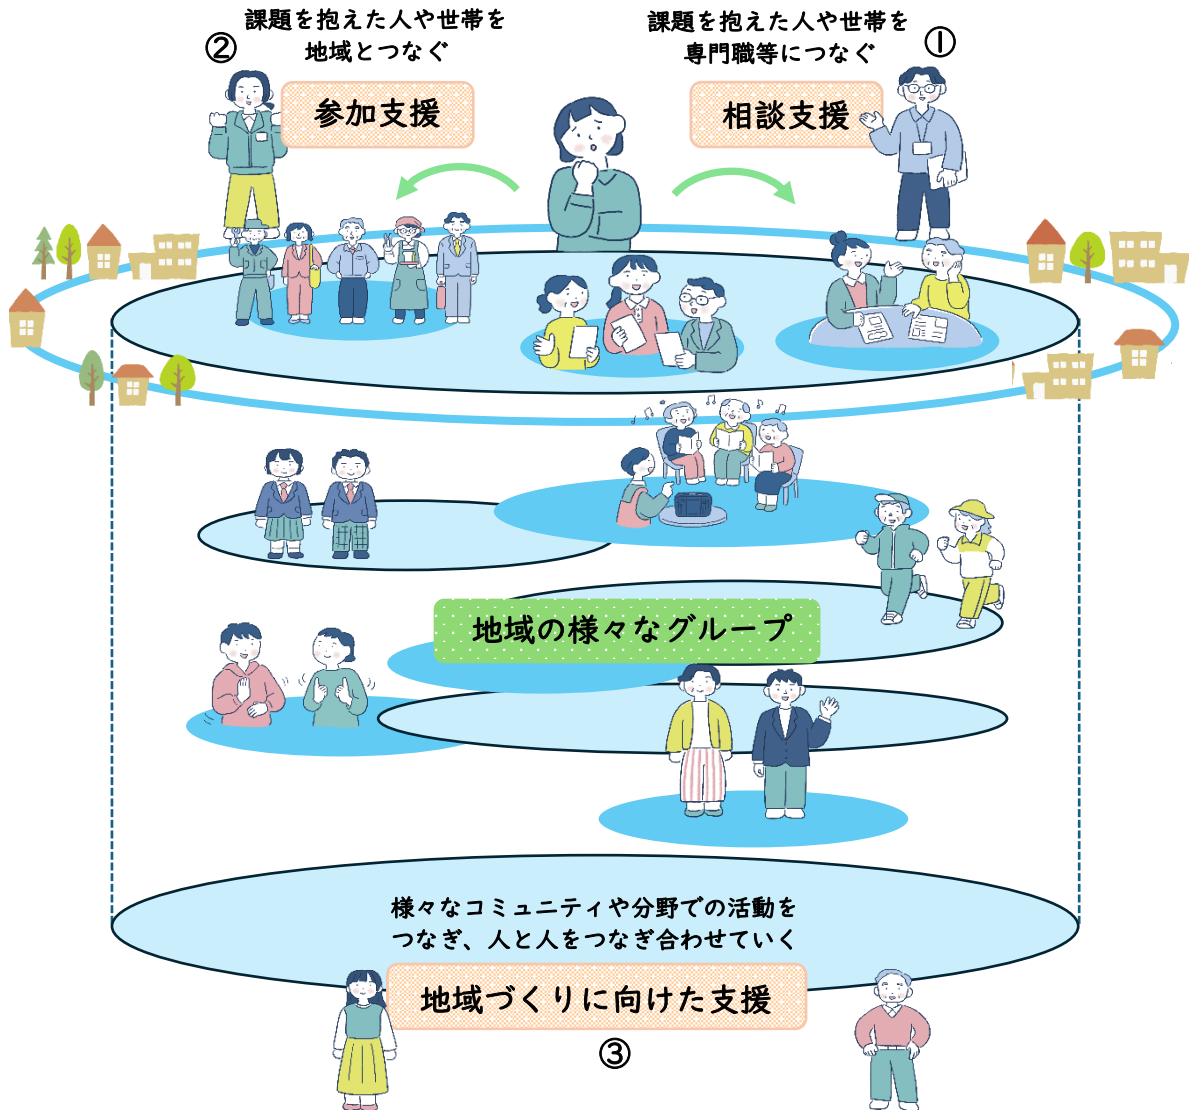 課題を抱えた人や世帯を
地域とつなぐ
②
参加支援
課題を抱えた人や世帯を
専門職等につなぐ
①
相談支援
地域の様々なグループ
様々なコミュニティや分野での活動を
つなぎ、人と人をつなぎ合わせていく
地域づくりに向けた支援
③